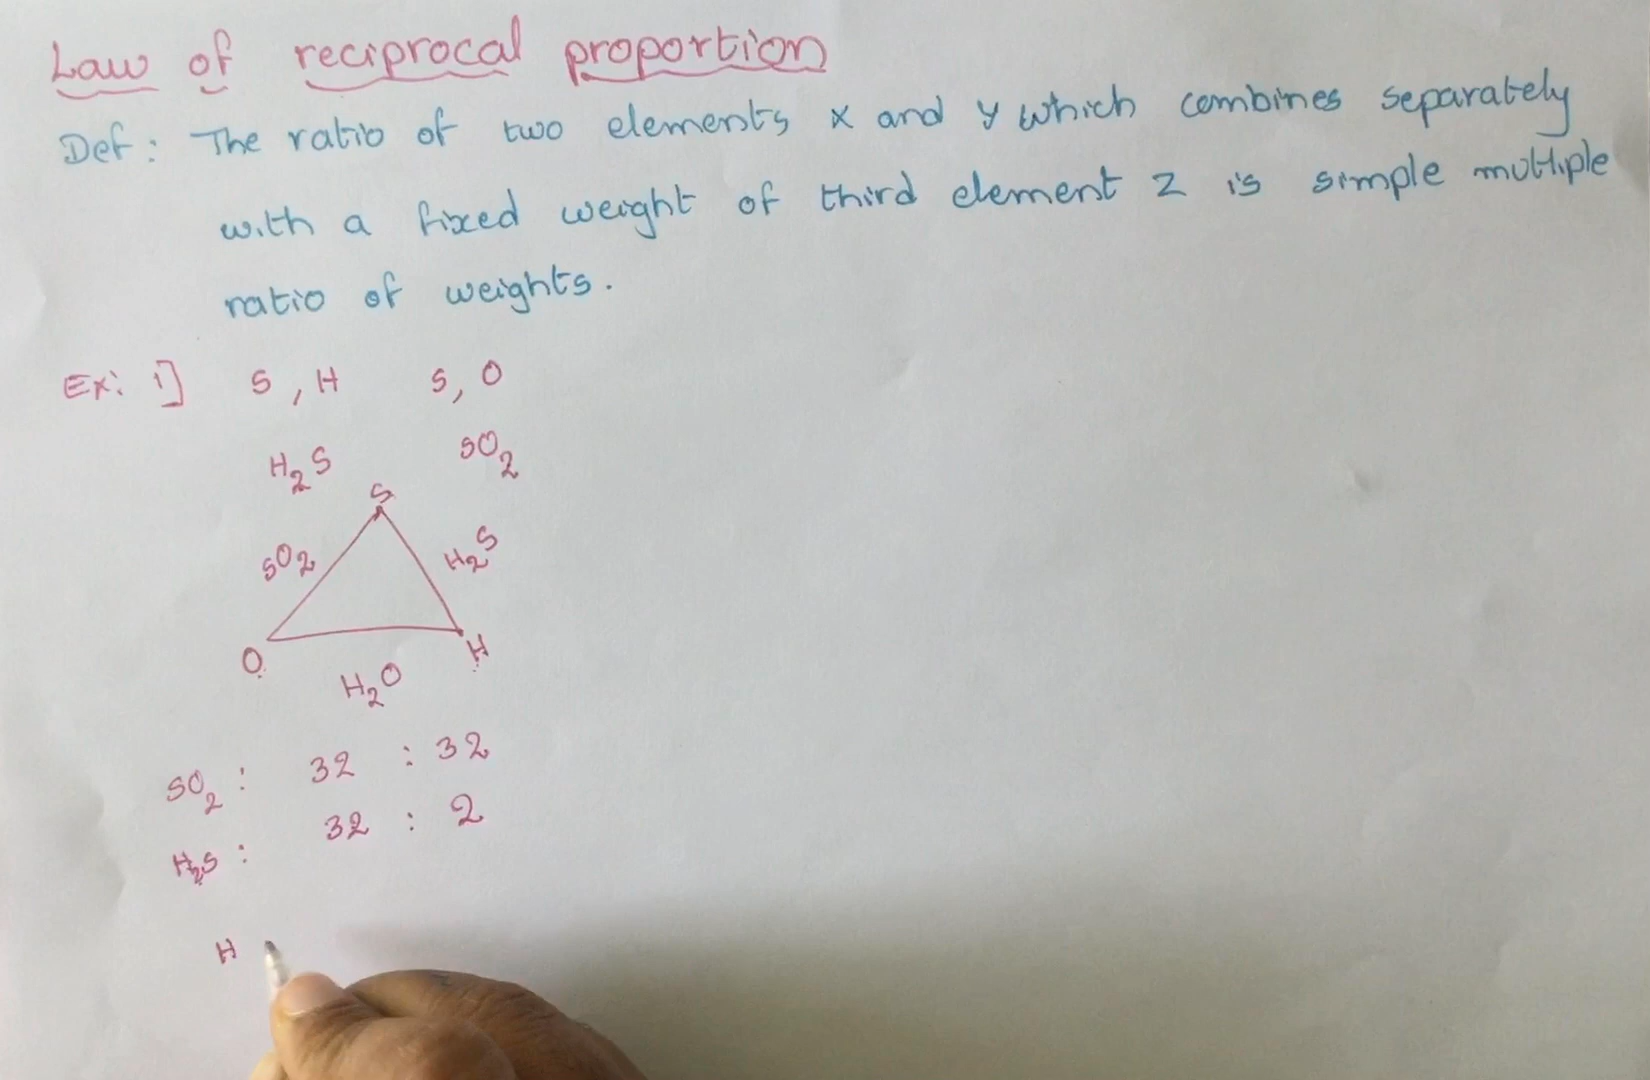 Law of reciprocal proportion
Def: The ratio of two elements x and y which combines separately
with a fixed weight of third element z is simple multiple
ratio of weights.
Ex: 1] S, H S, O
H₂S SO₂
S
SO₂ H₂S
O H
H₂O
SO₂ : 32 : 32
H₂S : 32 : 2
H